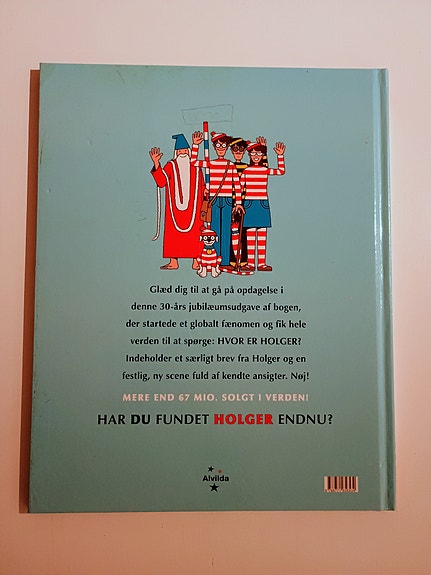 Glæd dig til at gå på opdagelse i
denne 30-års jubilæumsudgave af bogen,
der startede et globalt fænomen og fik hele
verden til at spørge: HVOR ER HOLGER?
Indeholder et særligt brev fra Holger og en
festlig, ny scene fuld af kendte ansigter. Nøj!
MERE END 67 MIO. SOLGT I VERDEN!
HAR DU FUNDET HOLGER ENDNU?
Alvilda